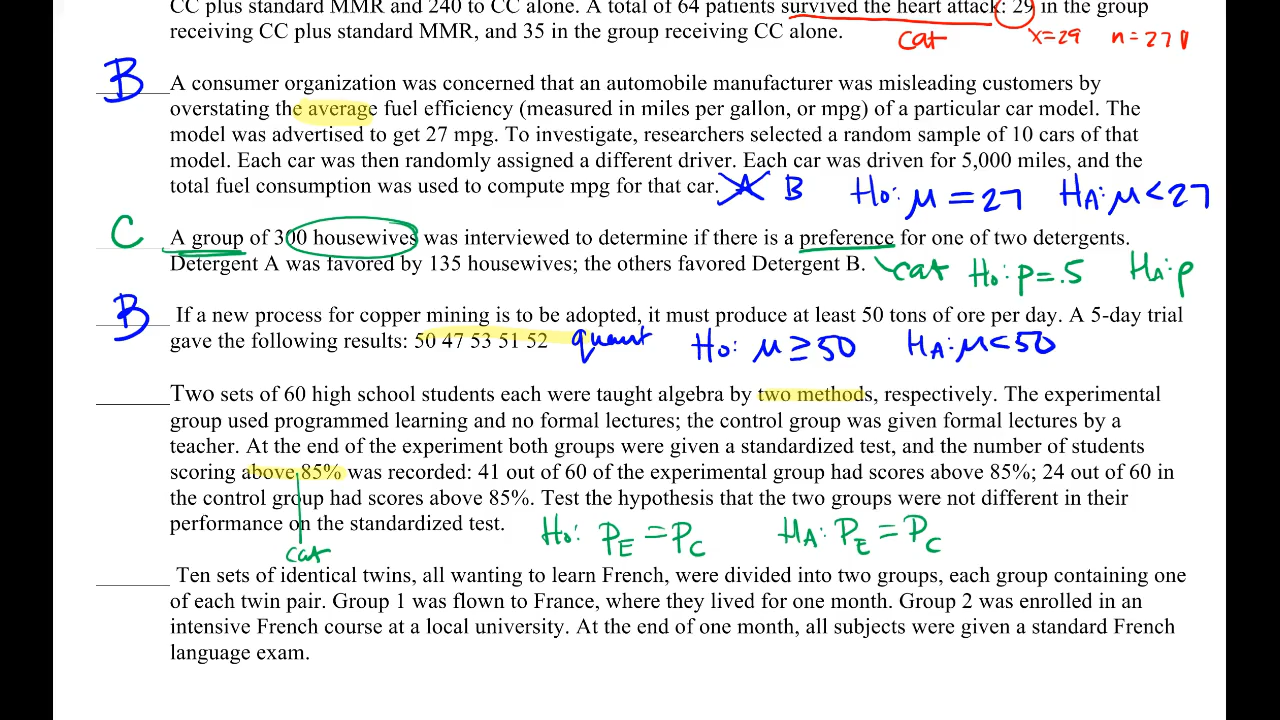 CC plus standard MMR and 240 to CC alone. A total of 64 patients survived the heart attack: 29 in the group
receiving CC plus standard MMR, and 35 in the group receiving CC alone.
cat x=29 n=271
B
A consumer organization was concerned that an automobile manufacturer was misleading customers by
overstating the average fuel efficiency (measured in miles per gallon, or mpg) of a particular car model. The
model was advertised to get 27 mpg. To investigate, researchers selected a random sample of 10 cars of that
model. Each car was then randomly assigned a different driver. Each car was driven for 5,000 miles, and the
total fuel consumption was used to compute mpg for that car. A B Ho: μ = 27 HA: μ < 27
C
A group of 300 housewives was interviewed to determine if there is a preference for one of two detergents.
Detergent A was favored by 135 housewives; the others favored Detergent B. cat Ho: p = .5 HA: p
B
If a new process for copper mining is to be adopted, it must produce at least 50 tons of ore per day. A 5-day trial
gave the following results: 50 47 53 51 52 quant Ho: μ ≥ 50 HA: μ < 50
Two sets of 60 high school students each were taught algebra by two methods, respectively. The experimental
group used programmed learning and no formal lectures; the control group was given formal lectures by a
teacher. At the end of the experiment both groups were given a standardized test, and the number of students
scoring above 85% was recorded: 41 out of 60 of the experimental group had scores above 85%; 24 out of 60 in
the control group had scores above 85%. Test the hypothesis that the two groups were not different in their
performance on the standardized test. Ho: PE = PC HA: PE = PC
cat
Ten sets of identical twins, all wanting to learn French, were divided into two groups, each group containing one
of each twin pair. Group 1 was flown to France, where they lived for one month. Group 2 was enrolled in an
intensive French course at a local university. At the end of one month, all subjects were given a standard French
language exam.